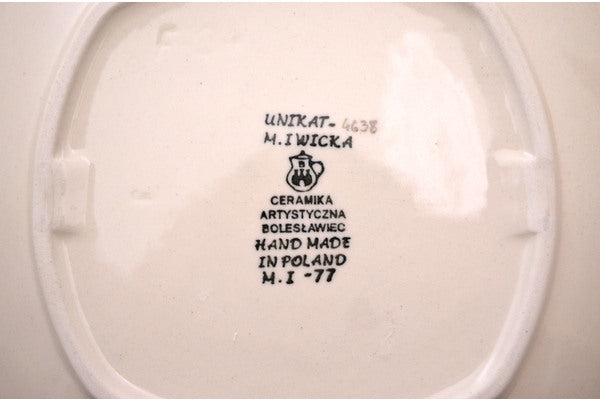 UNIKAT- 4638
M. IWICKA
B
CERAMIKA
ARTYSTYCZNA
BOLESŁAWIEC
HAND MADE
IN POLAND
M. I -77